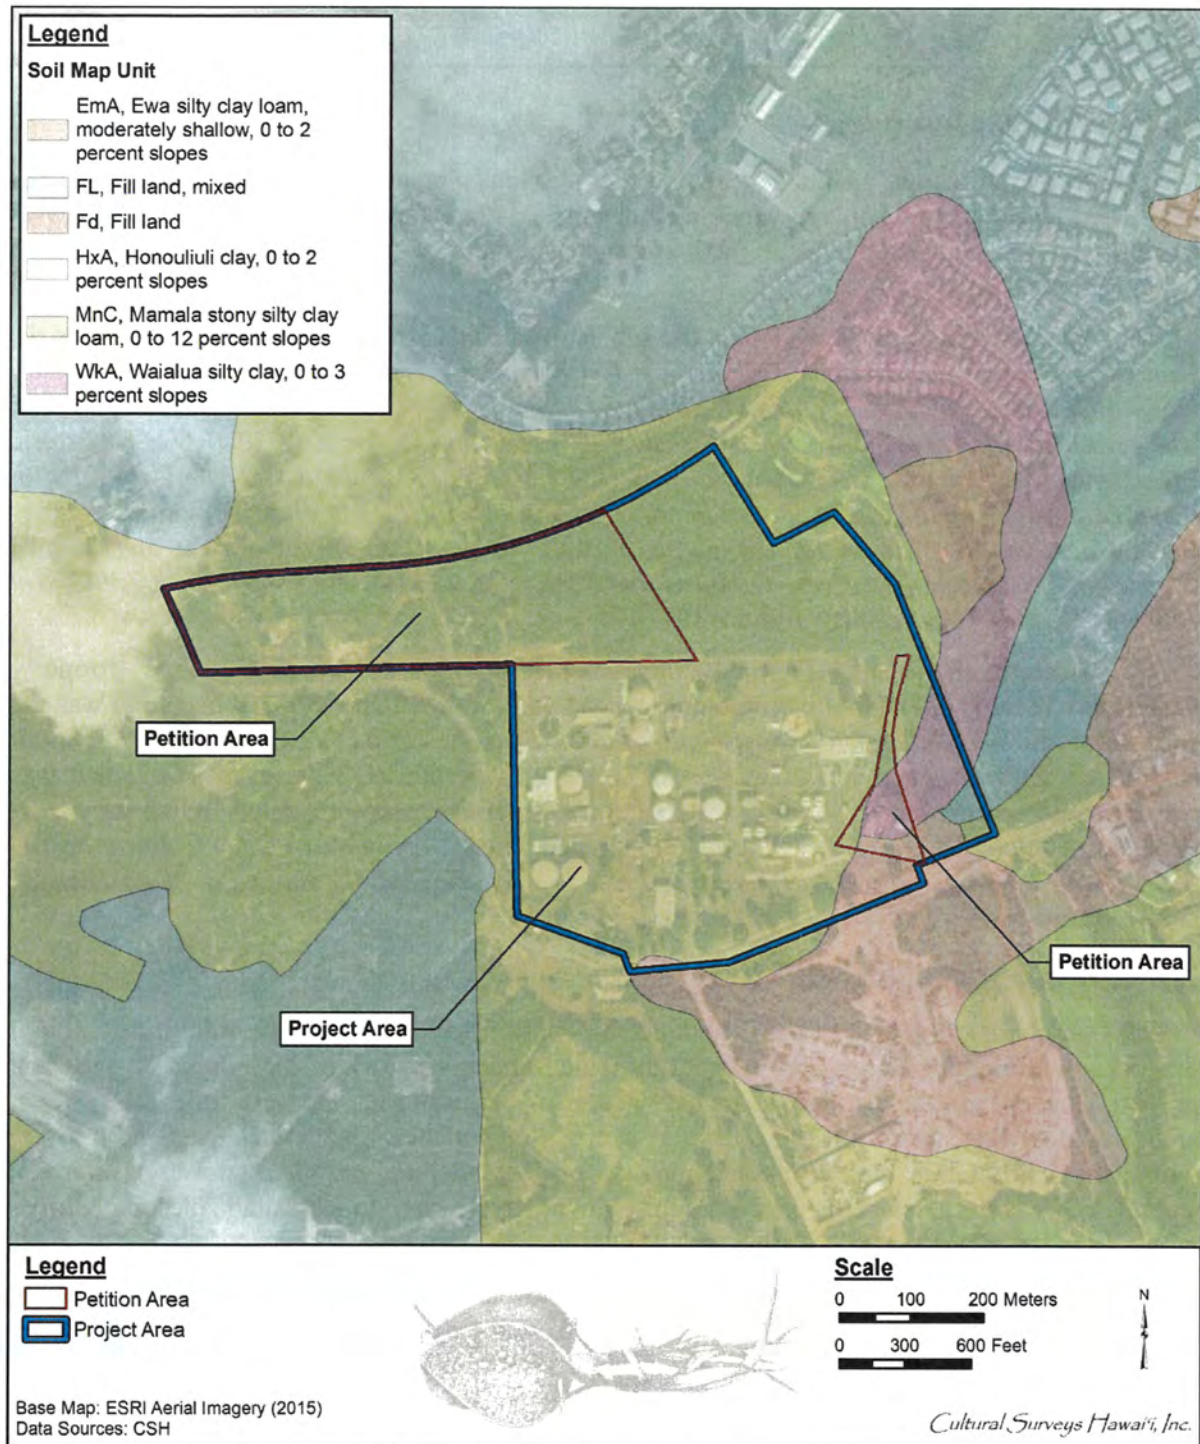 Legend
Soil Map Unit
EmA, Ewa silty clay loam,
moderately shallow, 0 to 2
percent slopes
FL, Fill land, mixed
Fd, Fill land
HxA, Honouliuli clay, 0 to 2
percent slopes
MnC, Mamala stony silty clay
loam, 0 to 12 percent slopes
WkA, Waialua silty clay, 0 to 3
percent slopes
Petition Area
Petition Area
Project Area
Legend
Petition Area
Project Area
Base Map: ESRI Aerial Imagery (2015)
Data Sources: CSH
Scale
0 100 200 Meters
0 300 600 Feet
N
Cultural Surveys Hawai‘i, Inc.